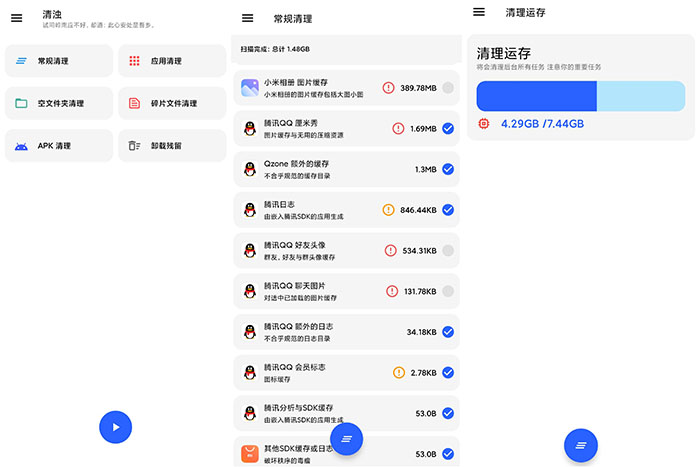 清浊
试问岭南应不好, 却道: 此心安处是吾乡。
常规清理
应用清理
空文件夹清理
碎片文件清理
APK 清理
卸载残留
常规清理
扫描完成: 总计 1.48GB
小米相册 图片缓存
小米相册的图片缓存包括大图小图
389.78MB
腾讯QQ 厘米秀
图片缓存与无用的压缩资源
1.69MB
Qzone 额外的缓存
不合乎规范的缓存目录
1.3MB
腾讯日志
由嵌入腾讯SDK的应用生成
846.44KB
腾讯QQ 好友头像
群友, 好友与群头像缓存
534.31KB
腾讯QQ 聊天图片
对话中已加载的图片缓存
131.78KB
腾讯QQ 额外的日志
不合乎规范的日志目录
34.18KB
腾讯QQ 会员标志
图标缓存
2.78KB
腾讯分析与SDK缓存
由嵌入腾讯SDK的应用生成
53.0B
其他SDK缓存或日志
破坏秩序的毒瘤
53.0B
清理运存
清理运存
将会清理后台所有任务 注意你的重要任务
4.29GB /7.44GB